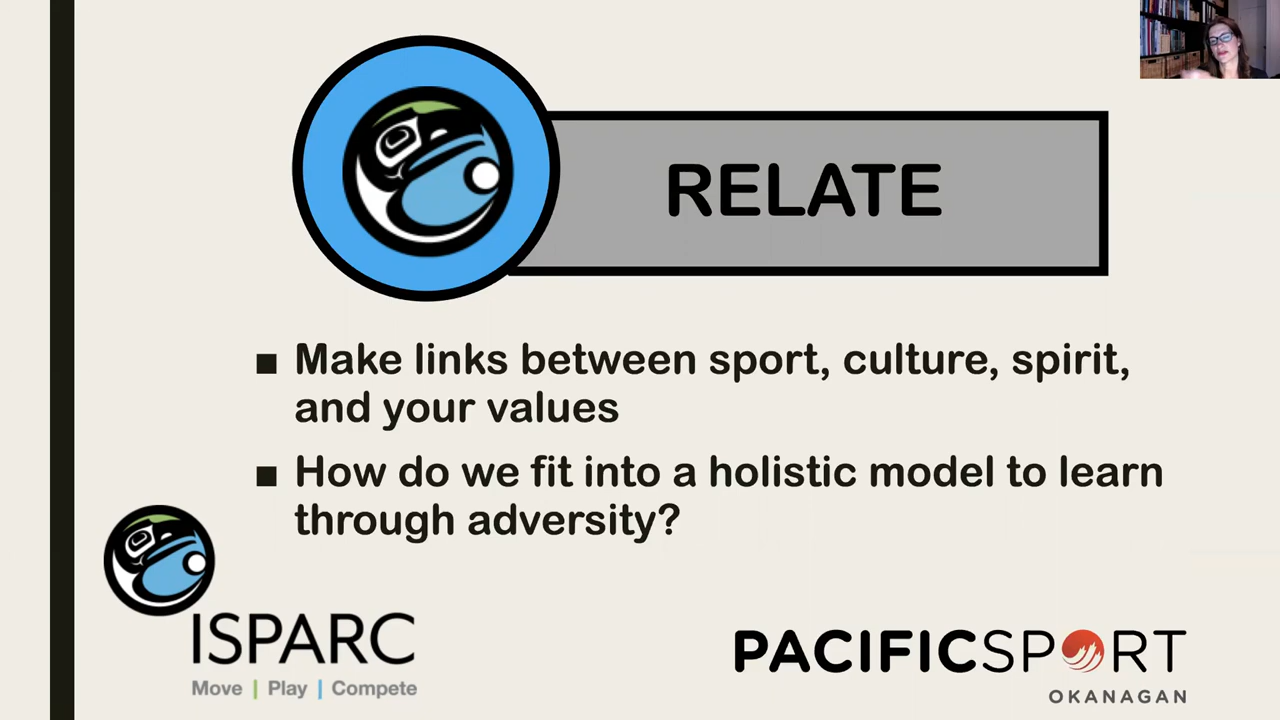 RELATE
■ Make links between sport, culture, spirit,
and your values
■ How do we fit into a holistic model to learn
through adversity?
ISPARC
Move | Play | Compete
PACIFICSPORT
OKANAGAN